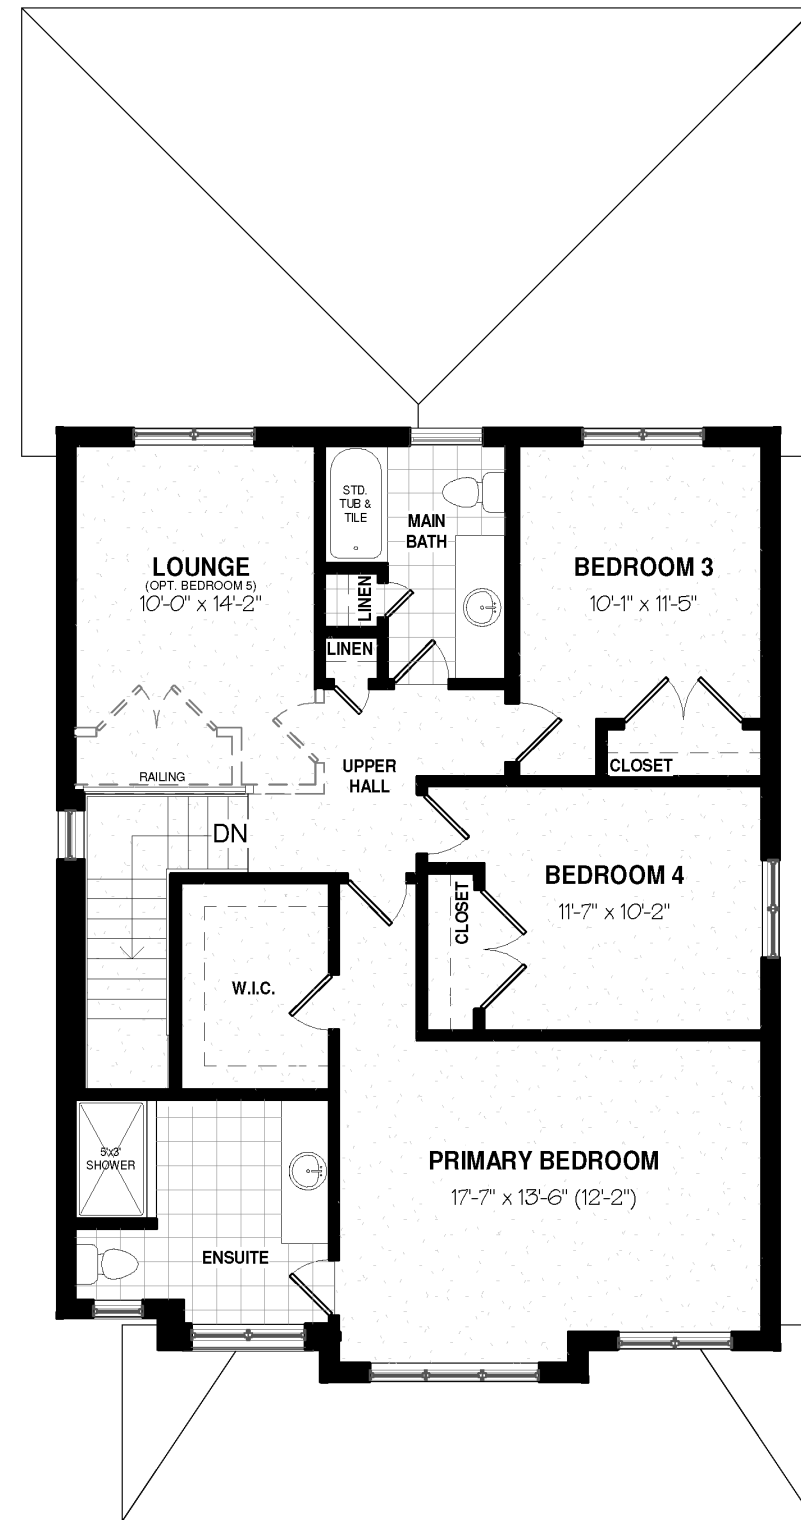 STD.
TUB &
TILE
MAIN
BATH
LOUNGE
(OPT. BEDROOM 5)
10'-0" x 14'-2"
LINEN
LINEN
BEDROOM 3
10'-1" x 11'-5"
CLOSET
RAILING
UPPER
HALL
DN
BEDROOM 4
11'-7" x 10'-2"
CLOSET
W.I.C.
5'x3'
SHOWER
ENSUITE
PRIMARY BEDROOM
17'-7" x 13'-6" (12'-2")